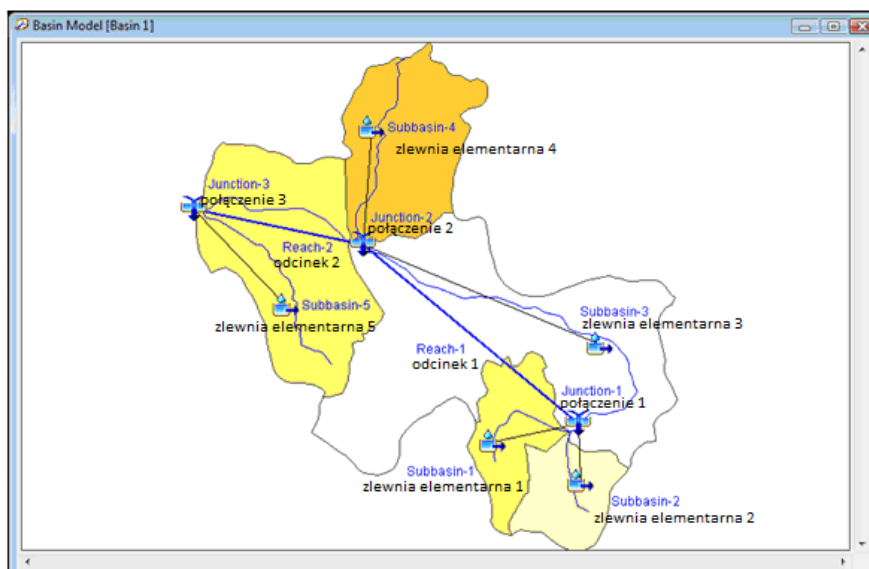 Basin Model [Basin 1]
Subbasin-4
zlewnia elementarna 4
Junction-3
połączenie 3
Junction-2
połączenie 2
Reach-2
odcinek 2
Subbasin-5
zlewnia elementarna 5
Subbasin-3
zlewnia elementarna 3
Reach-1
odcinek 1
Junction-1
połączenie 1
Subbasin-1
zlewnia elementarna 1
Subbasin-2
zlewnia elementarna 2